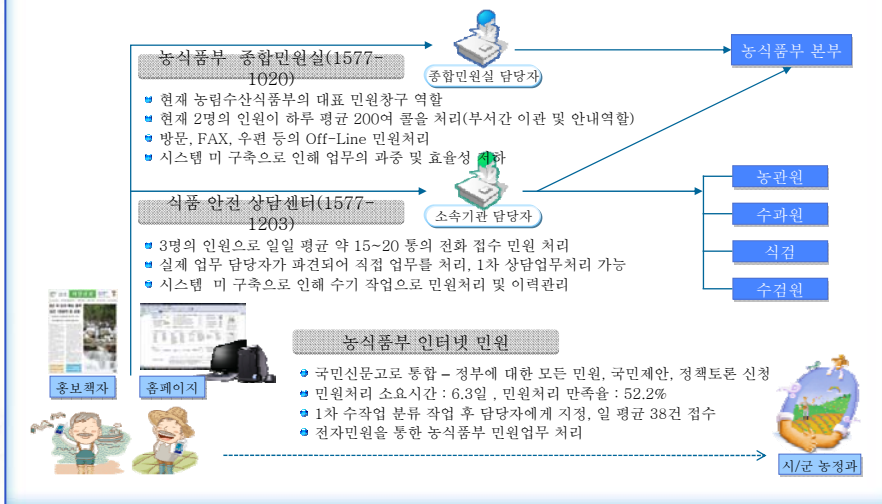 농식품부 종합민원실(1577-
1020)
종합민원실 담당자
농식품부 본부
현재 농림수산식품부의 대표 민원창구 역할
현재 2명의 인원이 하루 평균 200여 콜을 처리(부서간 이관 및 안내역할)
방문, FAX, 우편 등의 Off-Line 민원처리
시스템 미 구축으로 인해 업무의 과중 및 효율성 저하
식품 안전 상담센터(1577-
1203)
소속기관 담당자
농관원
수과원
식검
수검원
3명의 인원으로 일일 평균 약 15~20 통의 전화 접수 민원 처리
실제 업무 담당자가 파견되어 직접 업무를 처리, 1차 상담업무처리 가능
시스템 미 구축으로 인해 수기 작업으로 민원처리 및 이력관리
농식품부 인터넷 민원
국민신문고로 통합 – 정부에 대한 모든 민원, 국민제안, 정책토론 신청
민원처리 소요시간 : 6.3일 , 민원처리 만족율 : 52.2%
1차 수작업 분류 작업 후 담당자에게 지정, 일 평균 38건 접수
전자민원을 통한 농식품부 민원업무 처리
홍보책자
홈페이지
시/군 농정과